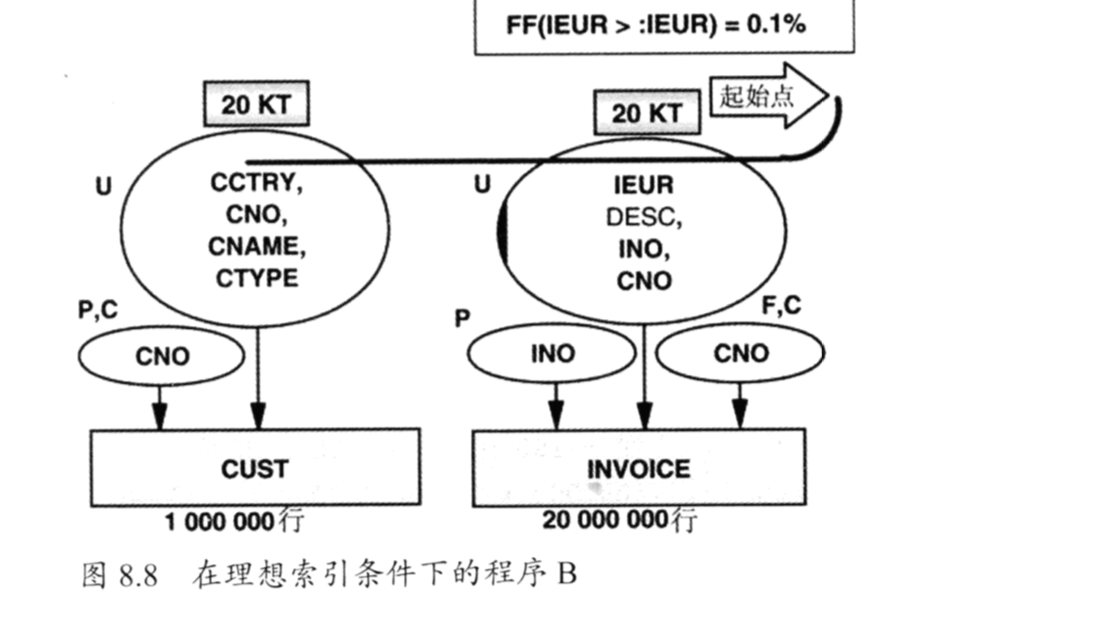 FF(IEUR > :IEUR) = 0.1%
20 KT
20 KT
起始点
U
CCTRY,
CNO,
CNAME,
CTYPE
U
IEUR
DESC,
INO,
CNO
P,C
CNO
P
INO
F,C
CNO
CUST
1 000 000行
INVOICE
20 000 000行
图 8.8 在理想索引条件下的程序 B